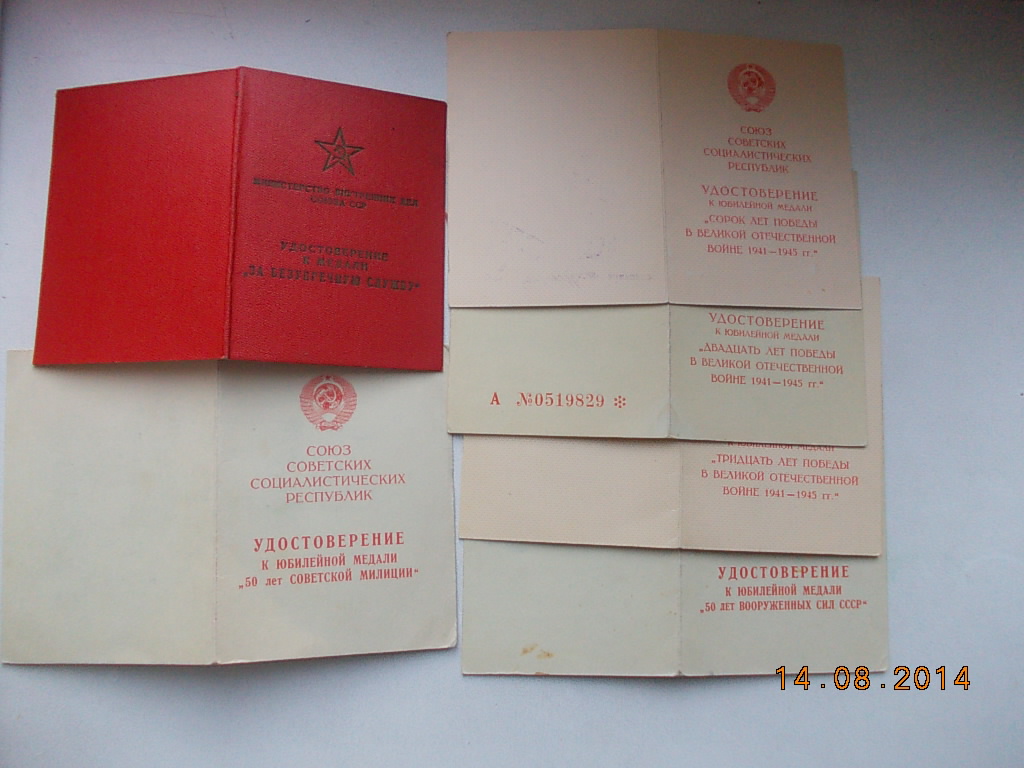 МИНИСТЕРСТВО ВНУТРЕННИХ ДЕЛ
СОЮЗА ССР
УДОСТОВЕРЕНИЕ
К МЕДАЛИ
„ЗА БЕЗУПРЕЧНУЮ СЛУЖБУ“
СОЮЗ
СОВЕТСКИХ
СОЦИАЛИСТИЧЕСКИХ
РЕСПУБЛИК
УДОСТОВЕРЕНИЕ
К ЮБИЛЕЙНОЙ МЕДАЛИ
„50 лет СОВЕТСКОЙ МИЛИЦИИ“
СОЮЗ
СОВЕТСКИХ
СОЦИАЛИСТИЧЕСКИХ
РЕСПУБЛИК
УДОСТОВЕРЕНИЕ
К ЮБИЛЕЙНОЙ МЕДАЛИ
„СОРОК ЛЕТ ПОБЕДЫ
В ВЕЛИКОЙ ОТЕЧЕСТВЕННОЙ
ВОЙНЕ 1941—1945 гг.“
УДОСТОВЕРЕНИЕ
К ЮБИЛЕЙНОЙ МЕДАЛИ
„ДВАДЦАТЬ ЛЕТ ПОБЕДЫ
В ВЕЛИКОЙ ОТЕЧЕСТВЕННОЙ
ВОЙНЕ 1941—1945 гг.“
А №0519829 ✻
К ЮБИЛЕЙНОЙ МЕДАЛИ
„ТРИДЦАТЬ ЛЕТ ПОБЕДЫ
В ВЕЛИКОЙ ОТЕЧЕСТВЕННОЙ
ВОЙНЕ 1941—1945 гг.“
УДОСТОВЕРЕНИЕ
К ЮБИЛЕЙНОЙ МЕДАЛИ
„50 ЛЕТ ВООРУЖЕННЫХ СИЛ СССР“
14.08.2014